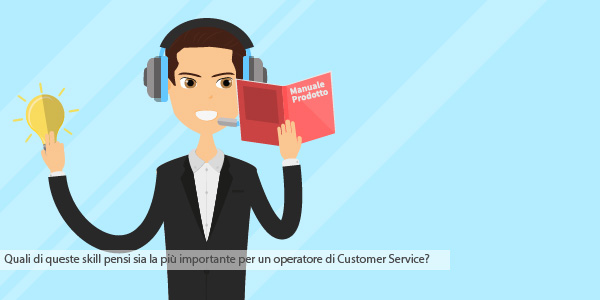 Manuale
Prodotto
Quali di queste skill pensi sia la più importante per un operatore di Customer Service?